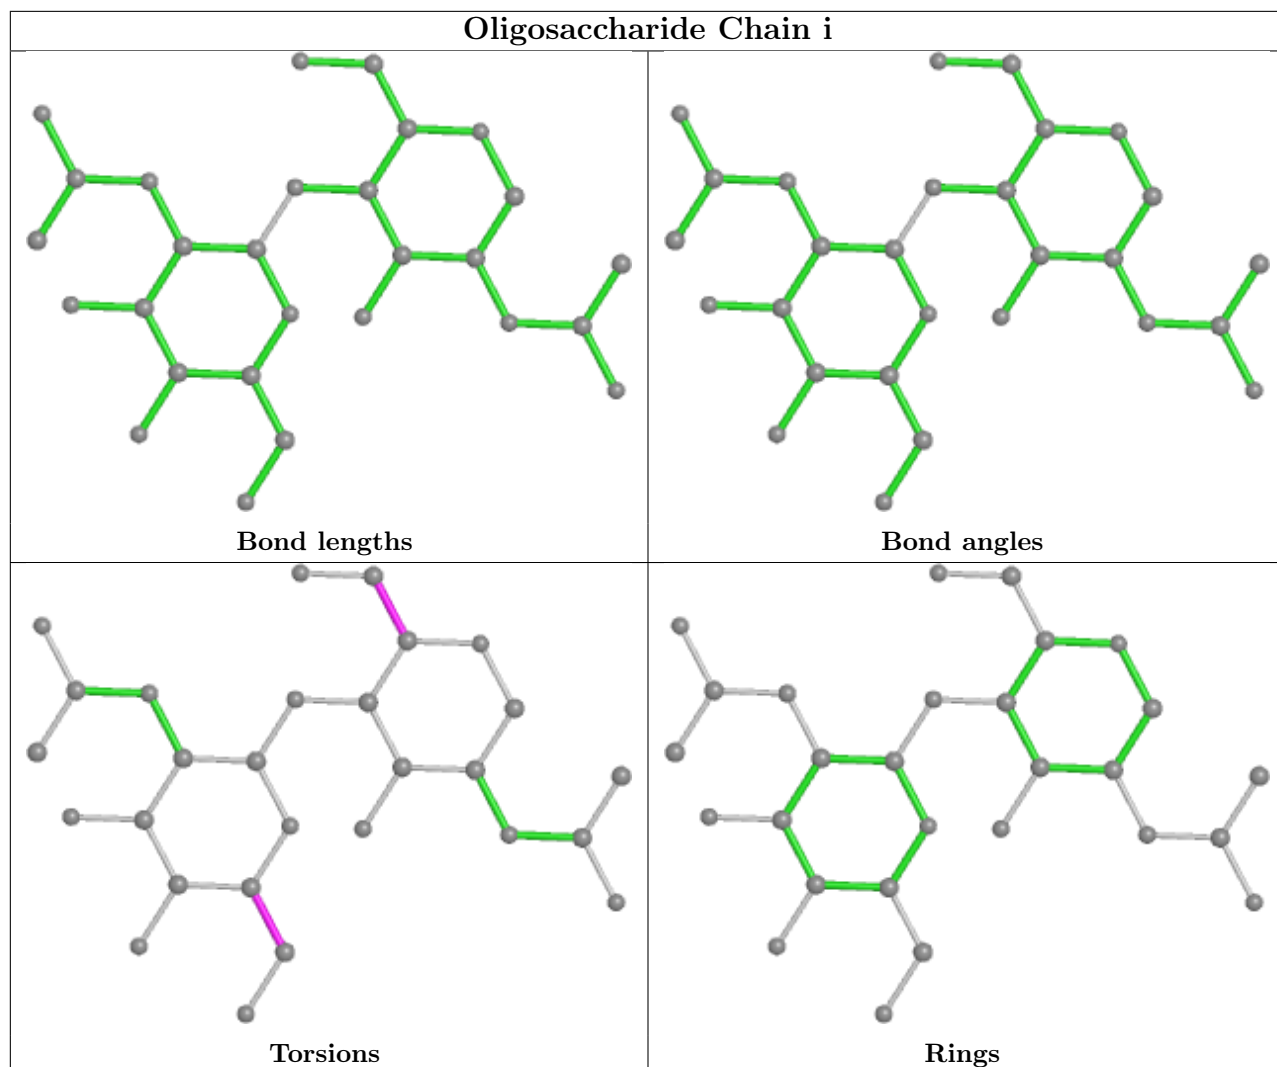 Oligosaccharide Chain i
Bond lengths
Bond angles
Torsions
Rings